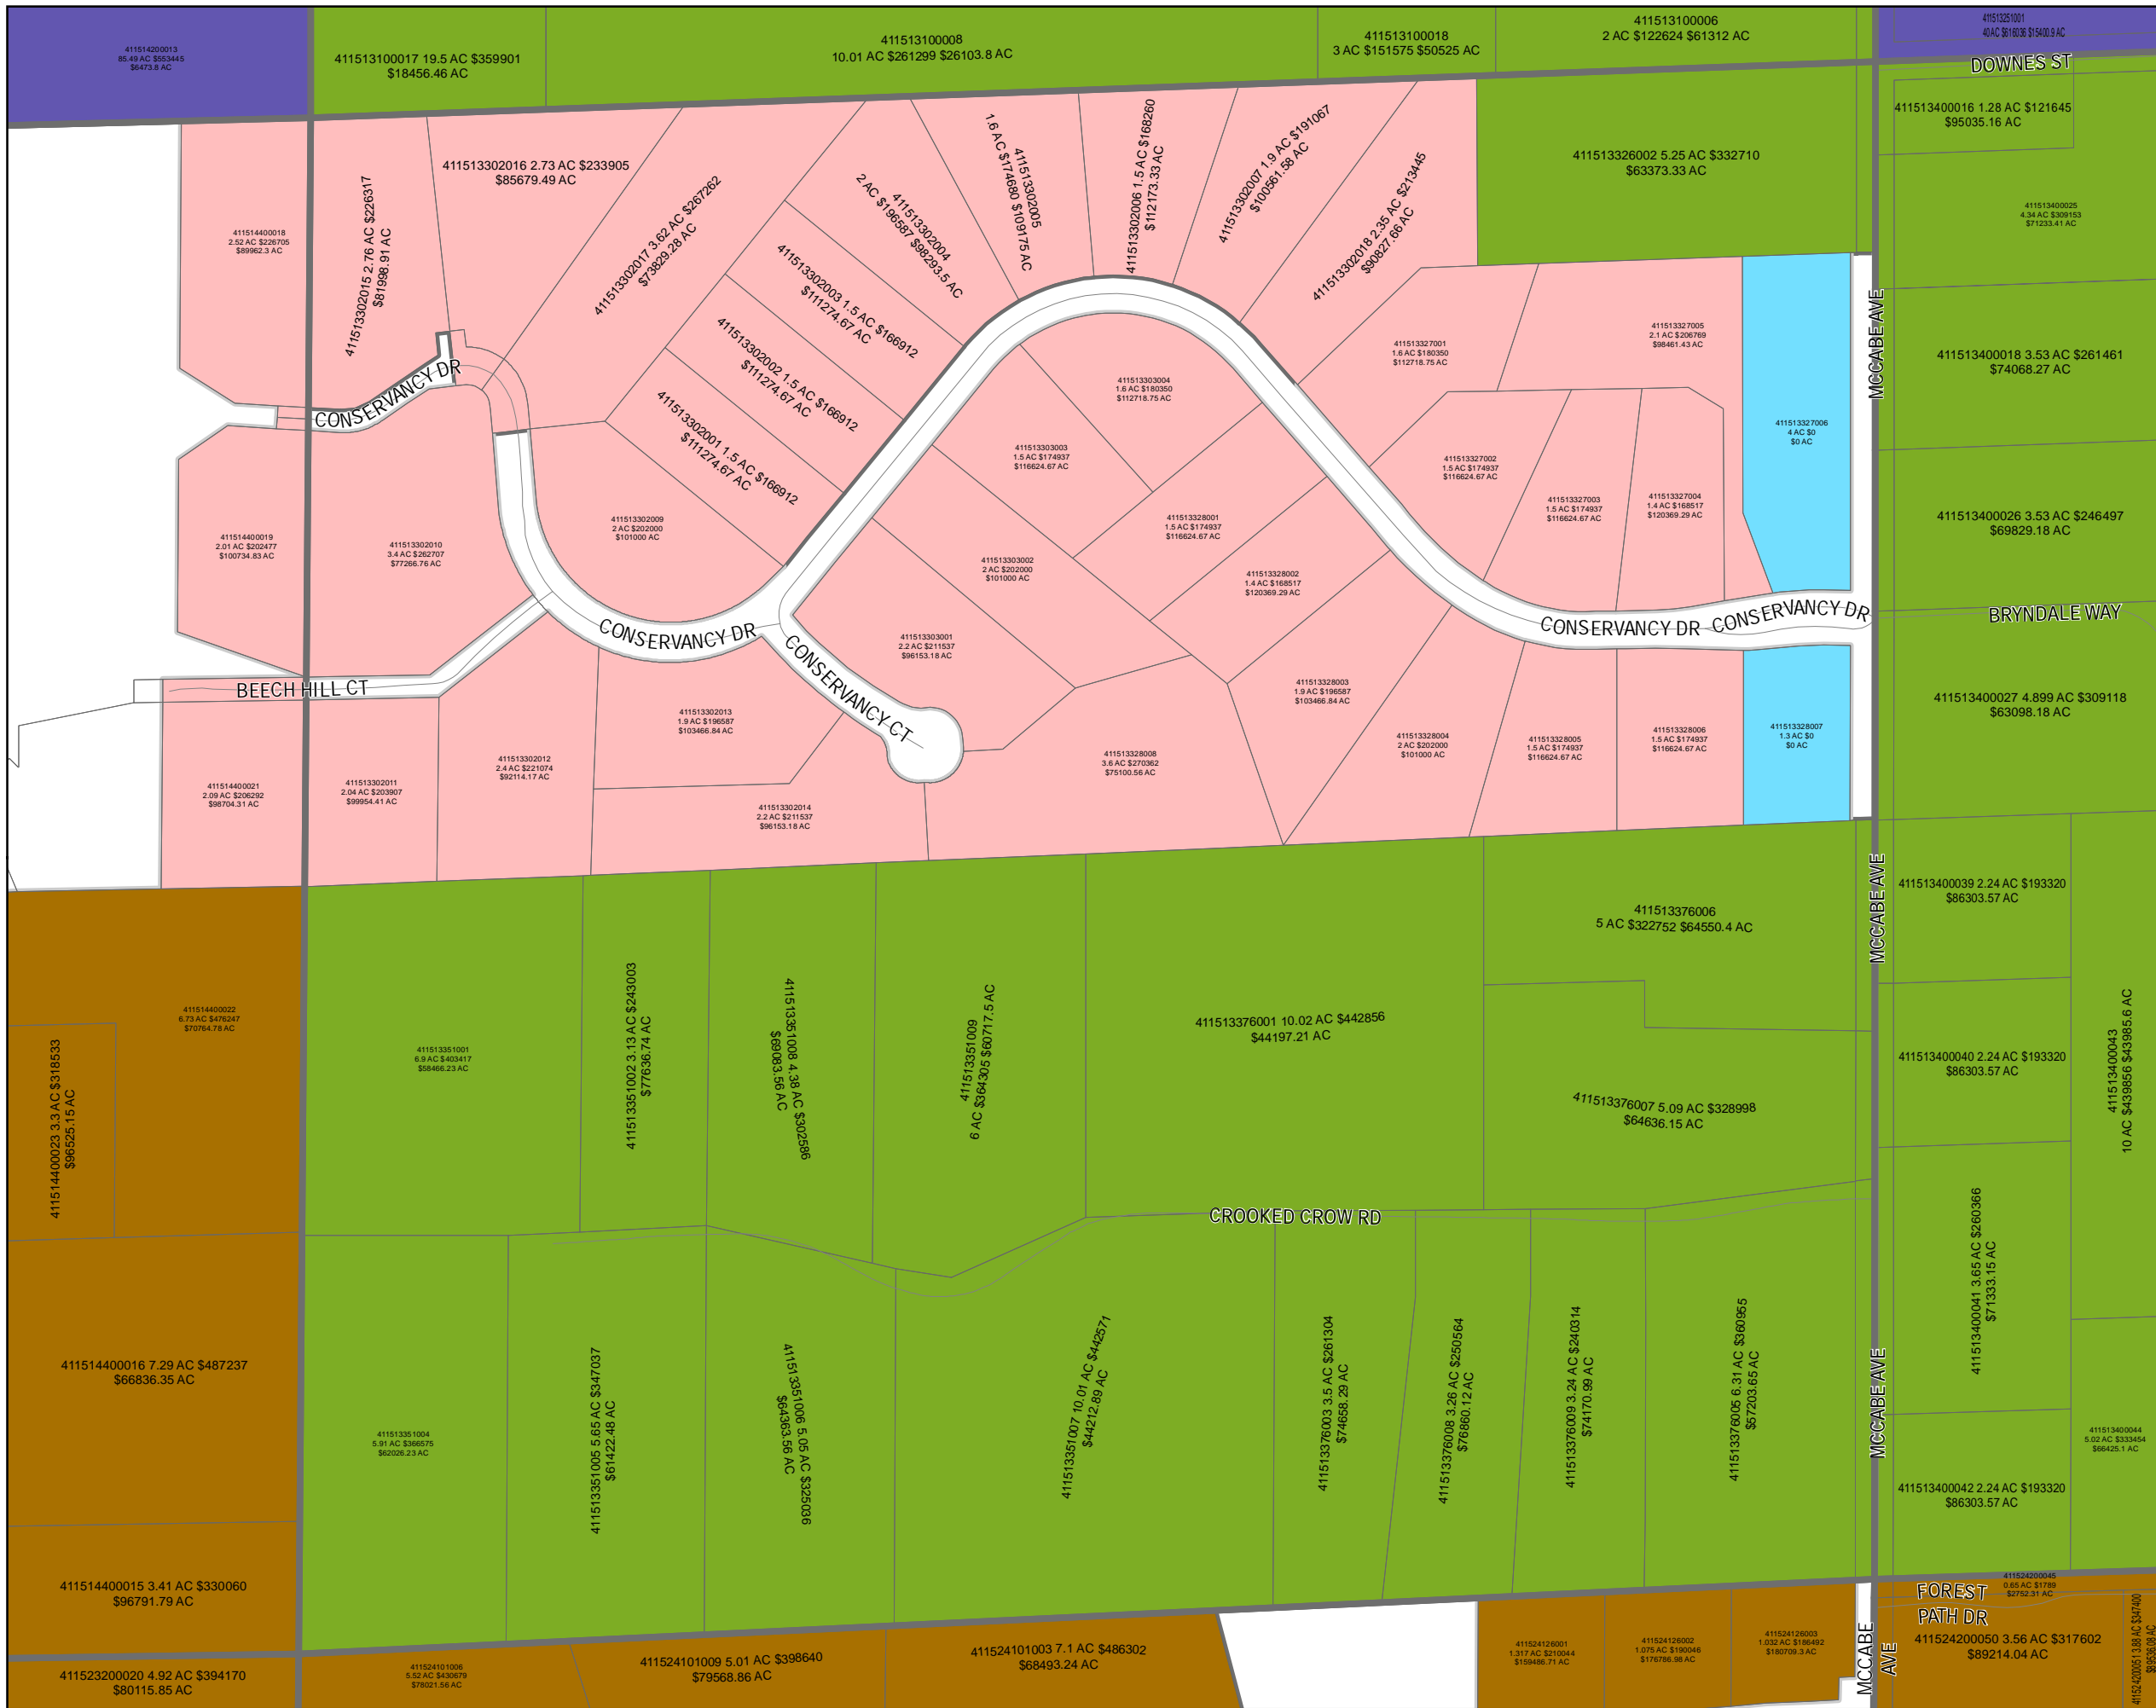 411514200013
85.49 AC $553445
$6473.8 AC
411513100017 19.5 AC $359901
$18456.46 AC
411513100008
10.01 AC $261299 $26103.8 AC
411513100018
3 AC $151575 $50525 AC
411513100006
2 AC $122624 $61312 AC
411513251001
40 AC $616036 $15400.9 AC
DOWNES ST
411513400016 1.28 AC $121645
$95035.16 AC
411513326002 5.25 AC $332710
$63373.33 AC
411513400025
4.34 AC $309153
$71233.41 AC
411514400018
2.52 AC $226705
$89962.3 AC
411513302015 2.76 AC $226317
$81998.91 AC
411513302016 2.73 AC $233905
$85679.49 AC
411513302017 3.62 AC $267262
$73829.28 AC
411513302004
2 AC $196587 $98293.5 AC
411513302005
1.6 AC $174680 $109175 AC
411513302006 1.5 AC $168260
$112173.33 AC
411513302007 1.9 AC $191067
$100561.58 AC
411513302018 2.35 AC $213445
$90827.66 AC
411513302003 1.5 AC $166912
$111274.67 AC
411513302002 1.5 AC $166912
$111274.67 AC
411513302001 1.5 AC $166912
$111274.67 AC
411513327001
1.6 AC $180350
$112718.75 AC
411513327005
2.1 AC $206769
$98461.43 AC
MCCABE AVE
411513400018 3.53 AC $261461
$74068.27 AC
CONSERVANCY DR
411513303004
1.6 AC $180350
$112718.75 AC
411513327006
4 AC $0
$0 AC
411513303003
1.5 AC $174937
$116624.67 AC
411513327002
1.5 AC $174937
$116624.67 AC
411513327003
1.5 AC $174937
$116624.67 AC
411513327004
1.4 AC $168517
$120369.29 AC
411513400026 3.53 AC $246497
$69829.18 AC
411514400019
2.01 AC $202477
$100734.83 AC
411513302010
3.4 AC $262707
$77266.76 AC
411513302009
2 AC $202000
$101000 AC
411513328001
1.5 AC $174937
$116624.67 AC
411513303002
2 AC $202000
$101000 AC
411513328002
1.4 AC $168517
$120369.29 AC
CONSERVANCY DR
CONSERVANCY DR
CONSERVANCY DR
BRYNDALE WAY
411513303001
2.2 AC $211537
$96153.18 AC
CONSERVANCY CT
BEECH HILL CT
411513328003
1.9 AC $196587
$103466.84 AC
411513400027 4.899 AC $309118
$63098.18 AC
411513302013
1.9 AC $196587
$103466.84 AC
411513302012
2.4 AC $221074
$92114.17 AC
411513328008
3.6 AC $270362
$75100.56 AC
411513328004
2 AC $202000
$101000 AC
411513328005
1.5 AC $174937
$116624.67 AC
411513328006
1.5 AC $174937
$116624.67 AC
411513328007
1.3 AC $0
$0 AC
411514400021
2.09 AC $206292
$98704.31 AC
411513302011
2.04 AC $203907
$99954.41 AC
411513302014
2.2 AC $211537
$96153.18 AC
MCCABE AVE
411513400039 2.24 AC $193320
$86303.57 AC
411513376006
5 AC $322752 $64550.4 AC
411514400022
6.73 AC $476247
$70764.78 AC
411514400023 3.3 AC $318533
$96525.15 AC
411513351001
6.9 AC $403417
$58466.23 AC
411513351002 3.13 AC $243003
$77636.74 AC
411513351008 4.38 AC $302586
$69083.56 AC
411513351009
6 AC $364305 $60717.5 AC
411513376001 10.02 AC $442856
$44197.21 AC
411513376007 5.09 AC $328998
$64636.15 AC
411513400040 2.24 AC $193320
$86303.57 AC
411513400043
10 AC $439856 $43985.6 AC
CROOKED CROW RD
411513400041 3.65 AC $260366
$71333.15 AC
411514400016 7.29 AC $487237
$66836.35 AC
411513351004
5.91 AC $366575
$62026.23 AC
411513351005 5.65 AC $347037
$61422.48 AC
411513351006 5.05 AC $325036
$64363.56 AC
411513351007 10.01 AC $442571
$44212.89 AC
411513376003 3.5 AC $261304
$74658.29 AC
411513376008 3.26 AC $250564
$76860.12 AC
411513376009 3.24 AC $240314
$74170.99 AC
411513376005 6.31 AC $360955
$57203.65 AC
MCCABE AVE
411513400044
5.02 AC $333454
$66425.1 AC
411513400042 2.24 AC $193320
$86303.57 AC
411514400015 3.41 AC $330060
$96791.79 AC
411524200045
0.65 AC $1789
$2752.31 AC
FOREST
PATH DR
411523200020 4.92 AC $394170
$80115.85 AC
411524101006
5.52 AC $430679
$78021.56 AC
411524101009 5.01 AC $398640
$79568.86 AC
411524101003 7.1 AC $486302
$68493.24 AC
411524126001
1.317 AC $210044
$159486.71 AC
411524126002
1.075 AC $190046
$176786.98 AC
411524126003
1.032 AC $186492
$180709.3 AC
MCCABE
AVE
411524200050 3.56 AC $317602
$89214.04 AC
411524200051 3.88 AC $347400
$89536.08 AC